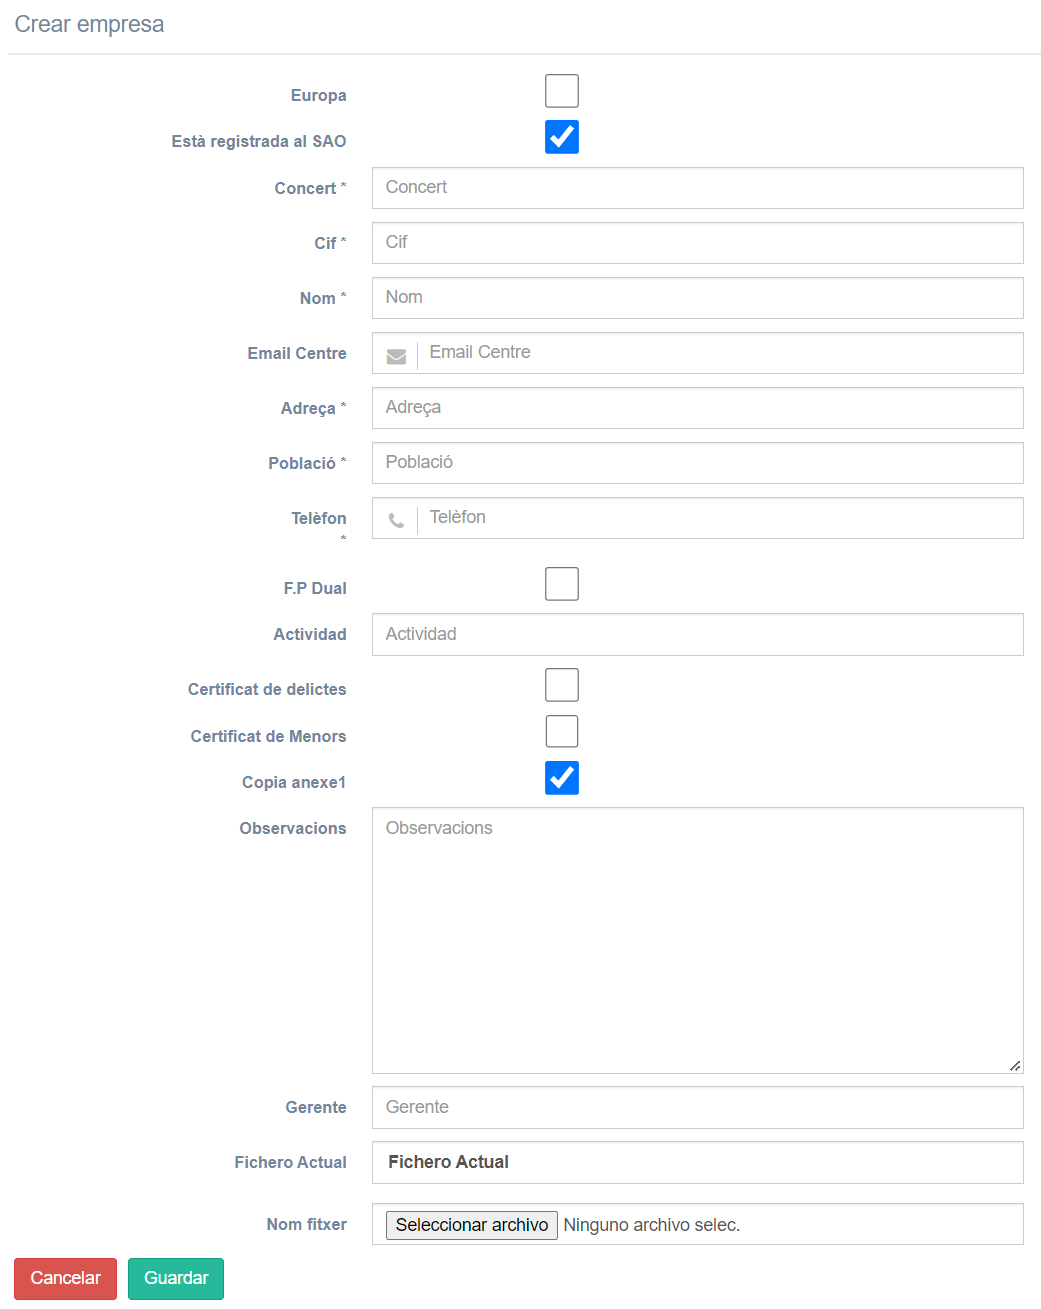 Crear empresa
Europa
Està registrada al SAO
Concert * Concert
Cif * Cif
Nom * Nom
Email Centre Email Centre
Adreça * Adreça
Població * Població
Telèfon Telèfon
*
F.P Dual
Actividad Actividad
Certificat de delictes
Certificat de Menors
Copia anexe1
Observacions Observacions
Gerente Gerente
Fichero Actual Fichero Actual
Nom fitxer Seleccionar archivo Ninguno archivo selec.
Cancelar Guardar